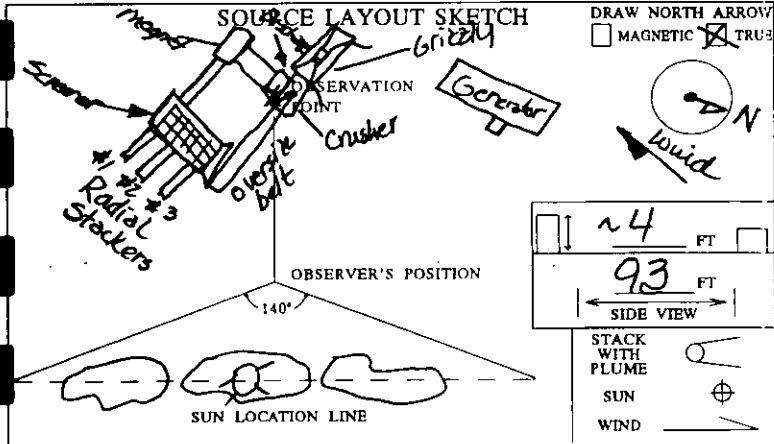 SOURCE LAYOUT SKETCH
DRAW NORTH ARROW
MAGNETIC TRUE
Magnet
Grizzly
Screener
OBSERVATION
POINT
Crusher
Generator
N
Wind
oversize
belt
#1 #2 #3
Radial
Stackers
~4 FT
93 FT
SIDE VIEW
OBSERVER'S POSITION
140°
SUN LOCATION LINE
STACK
WITH
PLUME
SUN
WIND